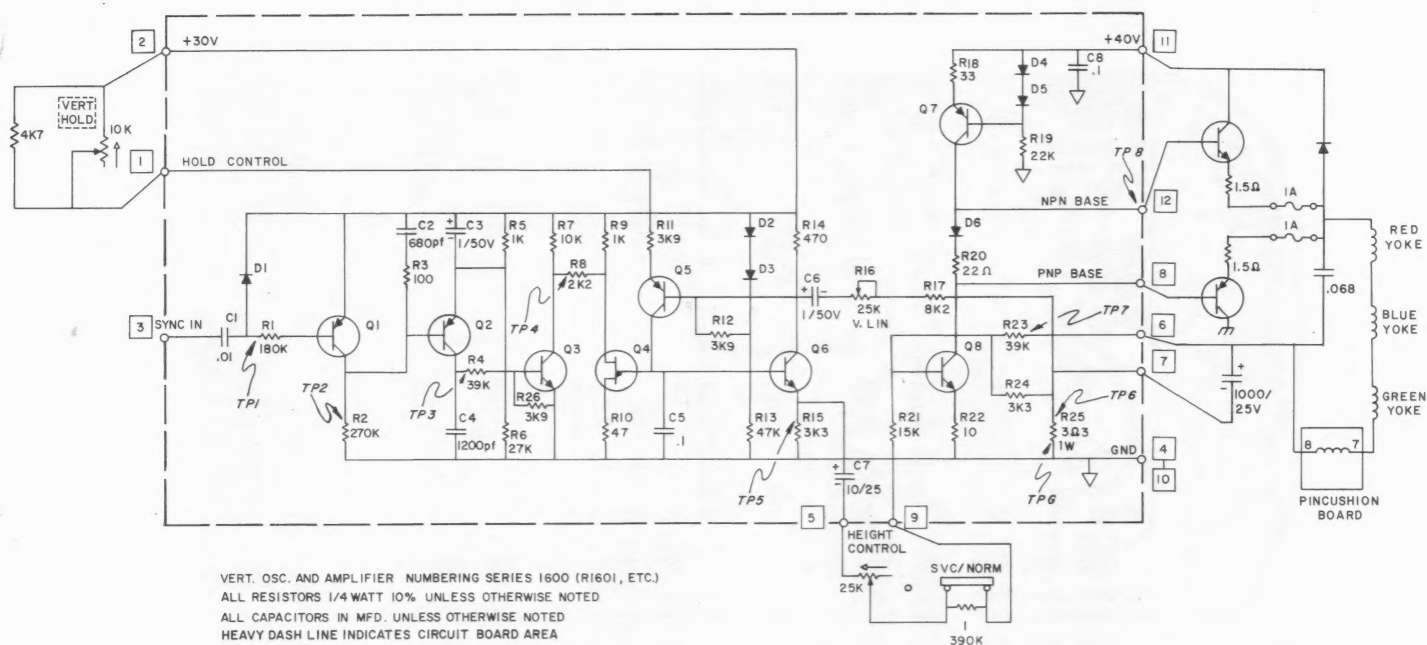 2
+30V
+40V
11
R18
33
D4
D5
C8
.1
Q7
VERT
HOLD
10K
4K7
R19
22K
TP 8
1
HOLD CONTROL
1.5Ω
1A
NPN BASE
12
1A
C2
680pf
C3
1/50V
R5
1K
R7
10K
R9
1K
R11
3K9
D2
R14
470
D6
RED
YOKE
R3
100
R8
2K2
D3
R20
22Ω
PNP BASE
8
1.5Ω
D1
Q5
C6
1/50V
R16
25K
V. LIN
R17
8K2
.068
TP4
R12
3K9
TP7
BLUE
YOKE
3
SYNC IN
C1
.01
R1
180K
Q1
Q2
R23
39K
6
R4
39K
Q3
Q4
Q6
Q8
7
TP2
TP1
TP3
R26
3K9
R24
3K3
TP6
1000/
25V
GREEN
YOKE
R2
270K
C4
1200pf
R6
27K
R10
47
C5
.1
R13
47K
R15
3K3
R21
15K
R22
10
R25
3Ω3
1W
GND
4
8
7
TP5
C7
10/25
TP6
10
PINCUSHION
BOARD
5
9
HEIGHT
CONTROL
25K
SVC/NORM
390K
VERT. OSC. AND AMPLIFIER NUMBERING SERIES 1600 (R1601, ETC.)
ALL RESISTORS 1/4 WATT 10% UNLESS OTHERWISE NOTED
ALL CAPACITORS IN MFD. UNLESS OTHERWISE NOTED
HEAVY DASH LINE INDICATES CIRCUIT BOARD AREA